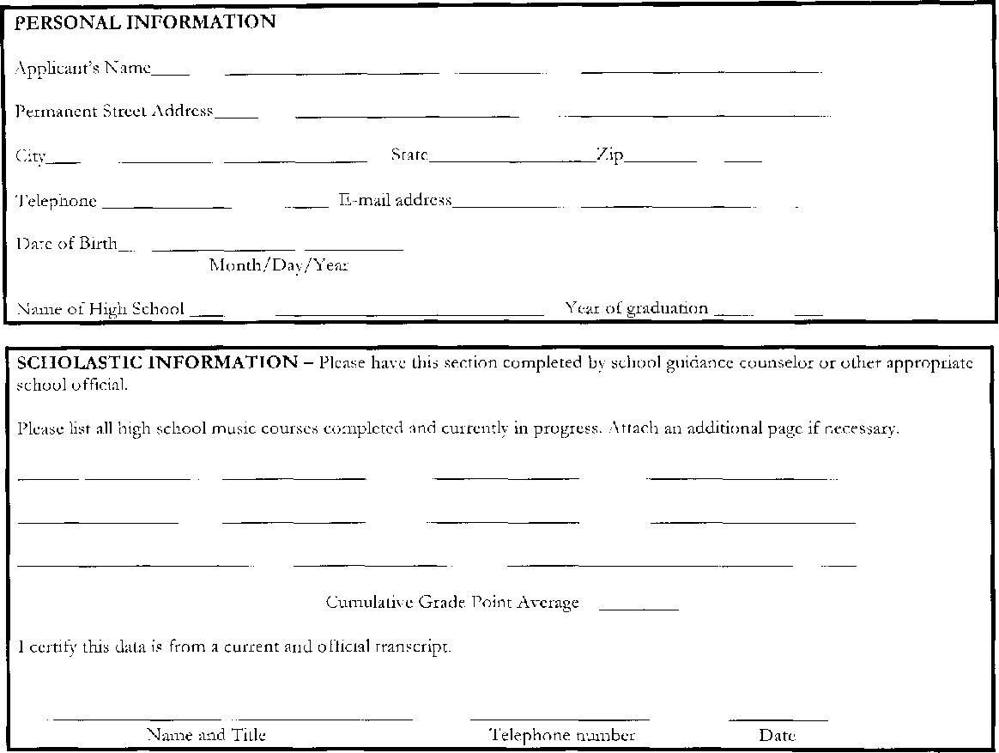 PERSONAL INFORMATION
Applicant's Name
Permanent Street Address
City State Zip
Telephone E-mail address
Date of Birth
Month/Day/Year
Name of High School Year of graduation
SCHOLASTIC INFORMATION – Please have this section completed by school guidance counselor or other appropriate
school official.
Please list all high school music courses completed and currently in progress. Attach an additional page if necessary.
Cumulative Grade Point Average
I certify this data is from a current and official transcript.
Name and Title Telephone number Date